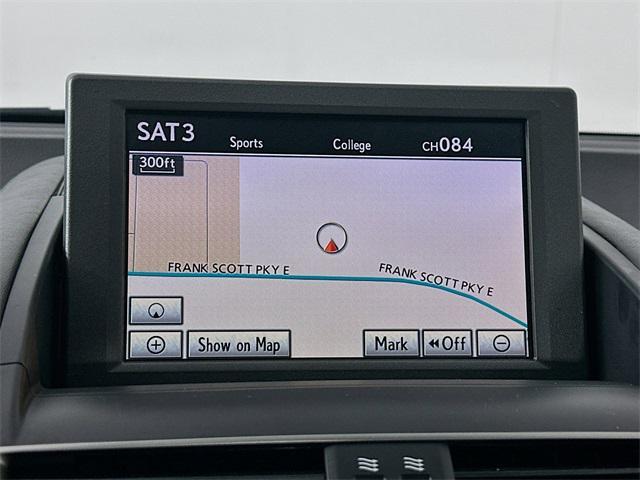 SAT3 Sports College CH084
300ft
FRANK SCOTT PKY E
FRANK SCOTT PKY E
Show on Map Mark Off